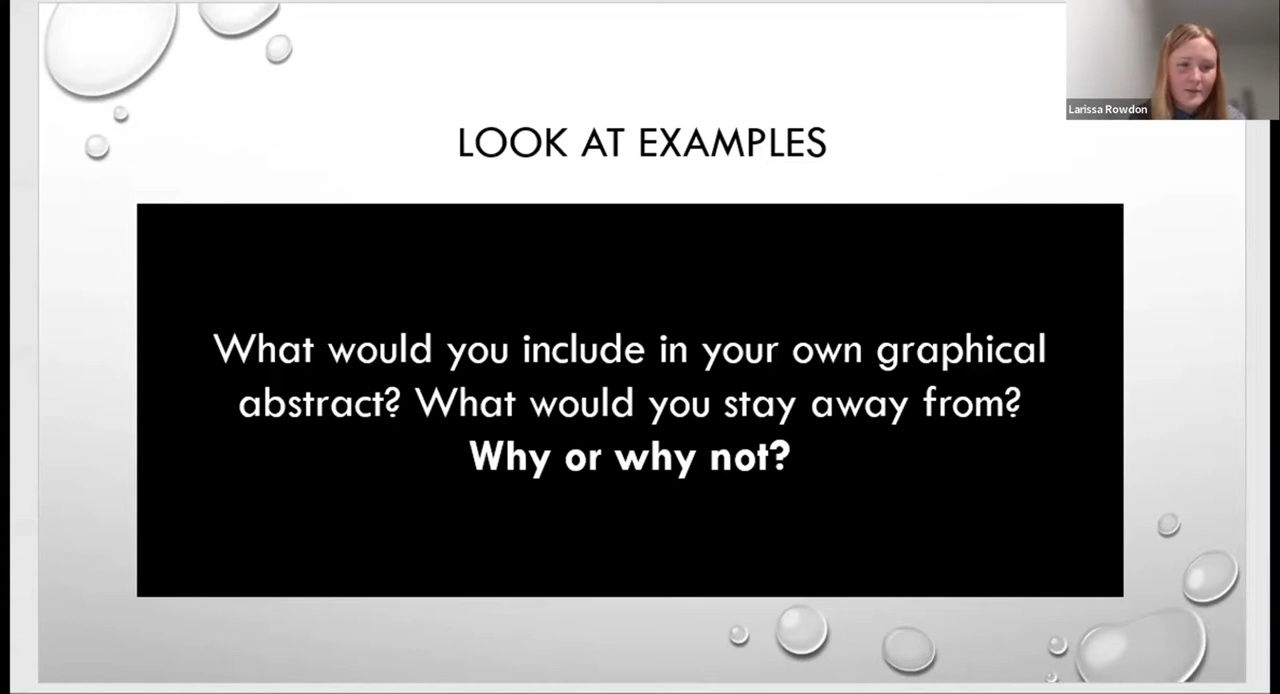 Larissa Rowdon
LOOK AT EXAMPLES
What would you include in your own graphical
abstract? What would you stay away from?
Why or why not?